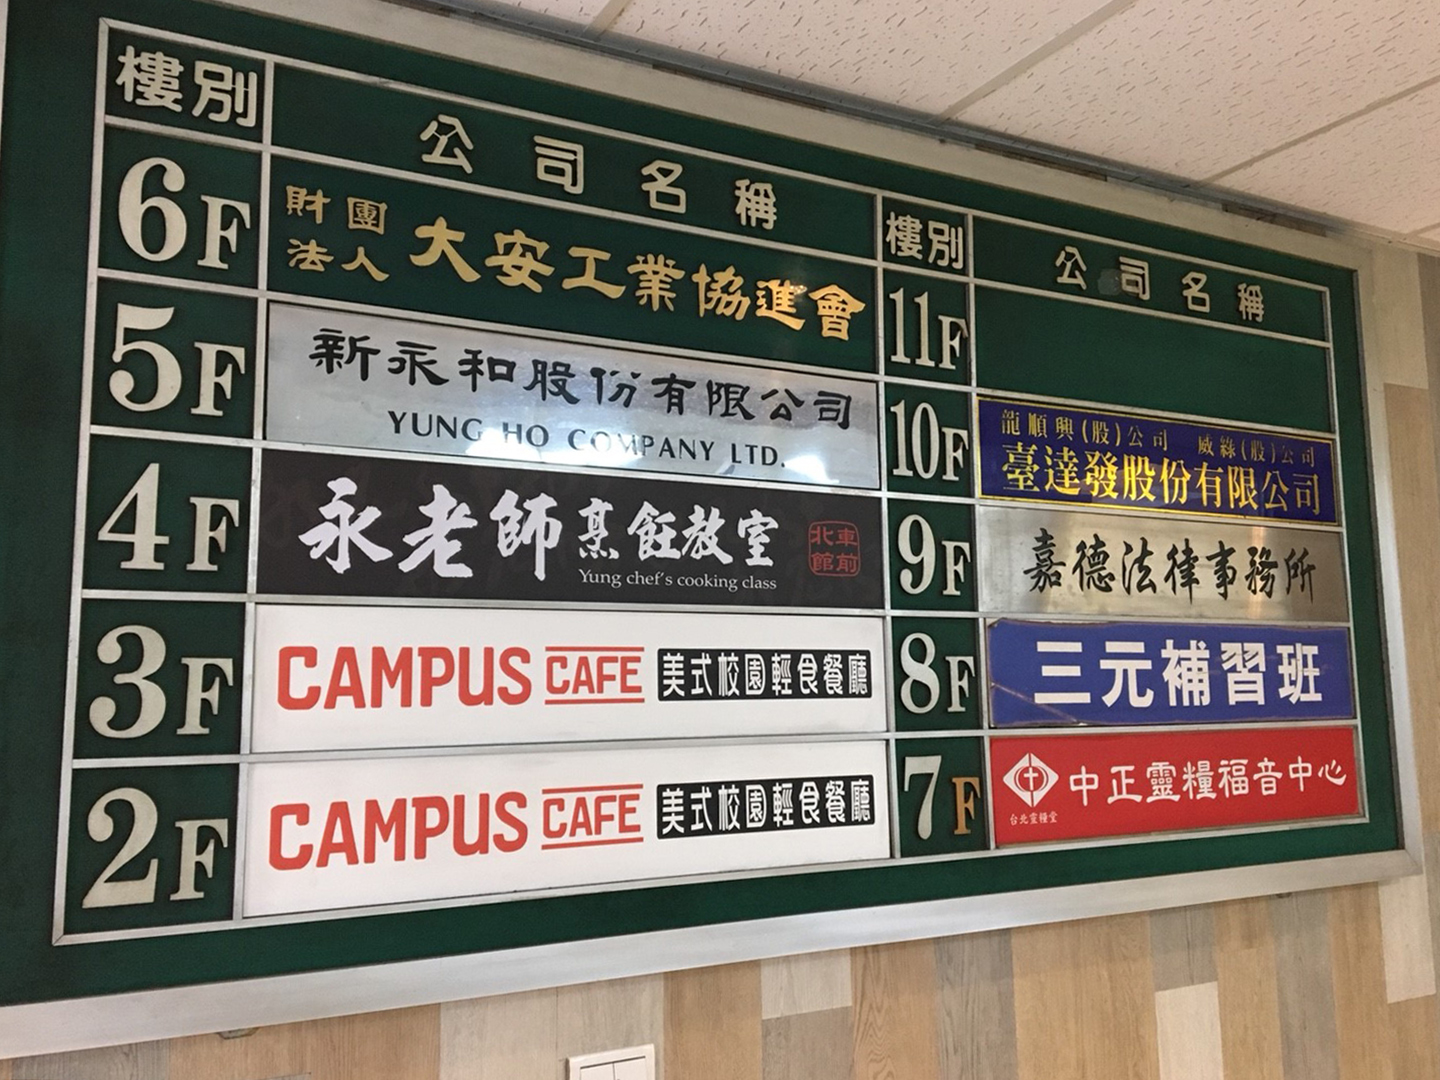 樓別 公司名稱
6F 財團法人 大安工業協進會
5F 新永和股份有限公司
YUNG HO COMPANY LTD.
4F 永老師烹飪教室 車前北館
Yung chef's cooking class
3F CAMPUS CAFE 美式校園輕食餐廳
2F CAMPUS CAFE 美式校園輕食餐廳
樓別 公司名稱
11F
10F 龍順興(股)公司 威綠(股)公司
臺達發股份有限公司
9F 嘉德法律事務所
8F 三元補習班
7F 中正靈糧福音中心
台北靈糧堂